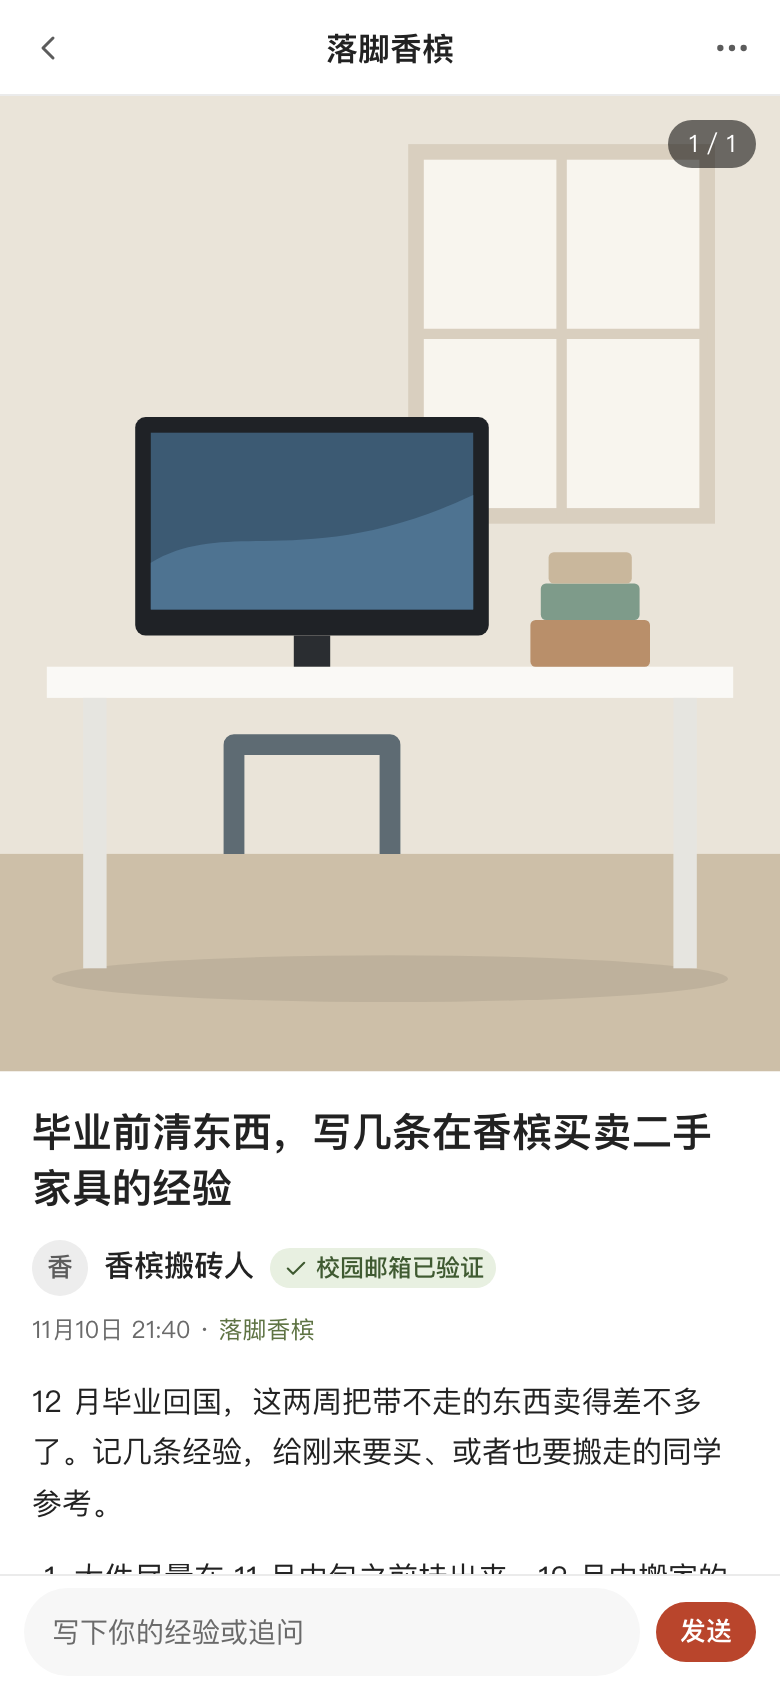 落脚香槟
1 / 1
毕业前清东西，写几条在香槟买卖二手
家具的经验
香
香槟搬砖人
校园邮箱已验证
11月10日 21:40 · 落脚香槟
12 月毕业回国，这两周把带不走的东西卖得差不多
了。记几条经验，给刚来要买、或者也要搬走的同学
参考。
写下你的经验或追问
发送